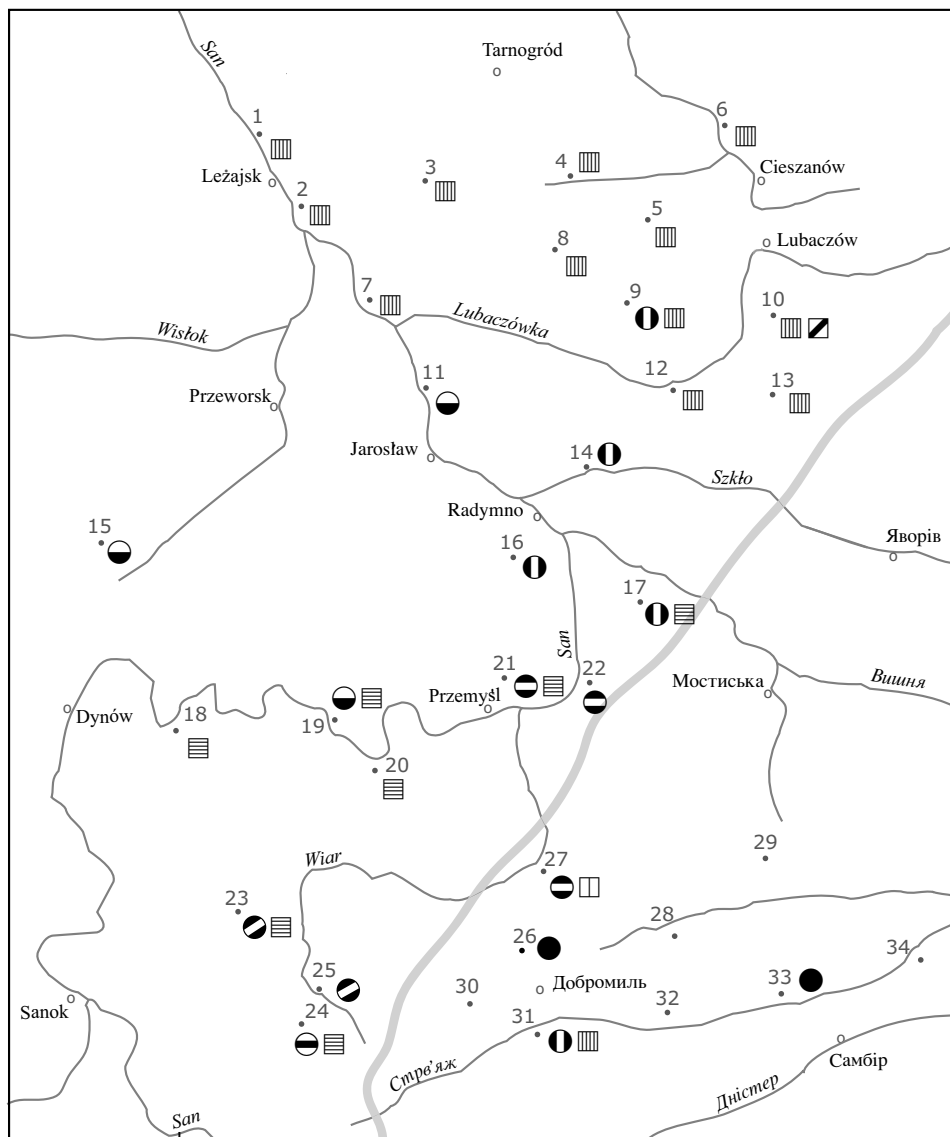 San
Tarnogród
1
6
Leżajsk
3
4
Cieszanów
2
5
8
Lubaczów
7
9
10
Lubaczówka
Wisłok
11
12
13
Przeworsk
Jarosław
14
Szkło
Radymno
15
16
Яворів
17
San
21
22
Przemyśl
Мостиська
Вишня
Dynów
18
19
20
Wiar
27
29
23
28
26
34
25
33
Добромиль
Sanok
30
32
24
31
Стрв'яж
Самбір
Дністер
San